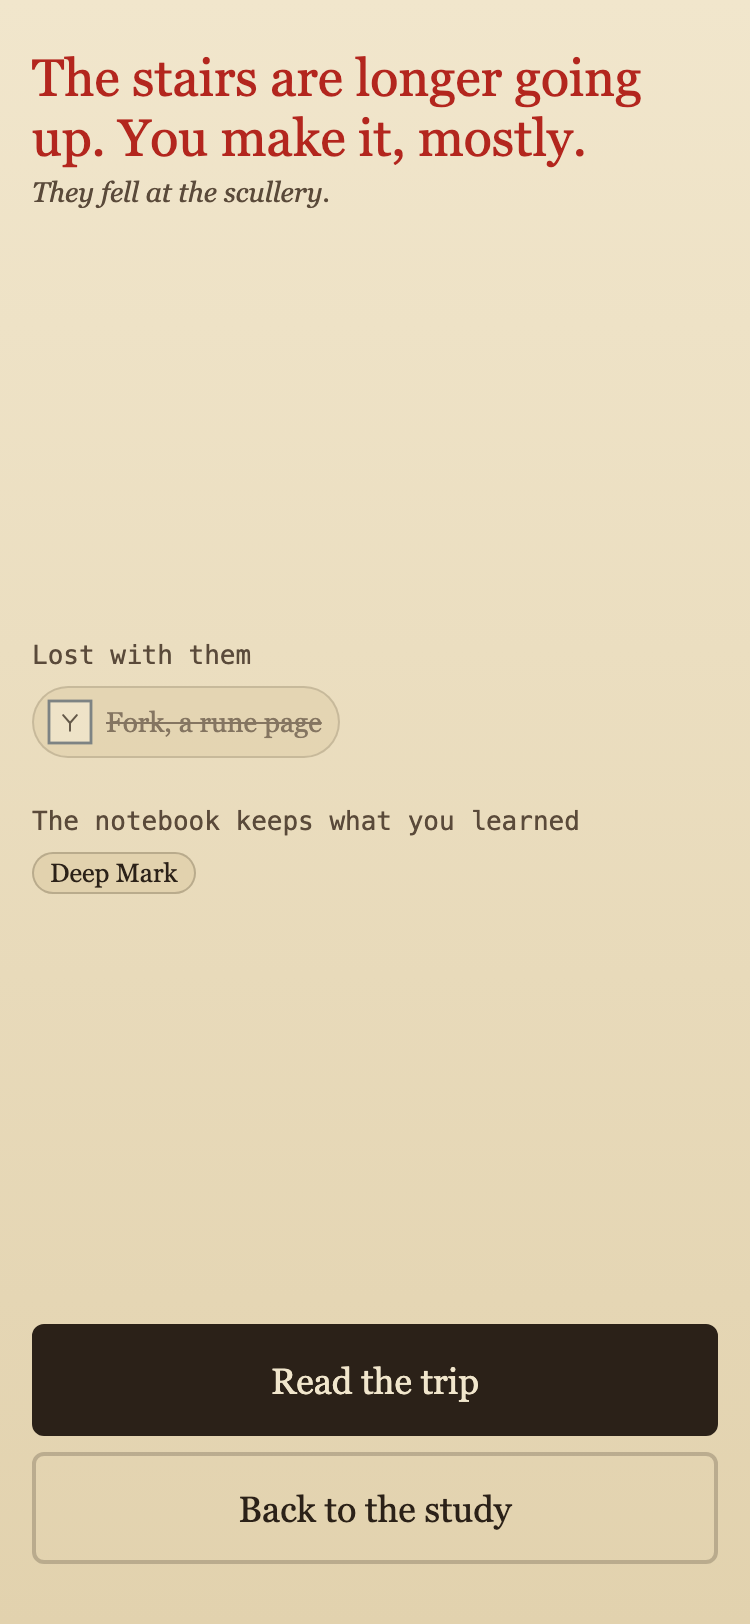 The stairs are longer going
up. You make it, mostly.
They fell at the scullery.
Lost with them
Fork, a rune page
The notebook keeps what you learned
Deep Mark
Read the trip
Back to the study